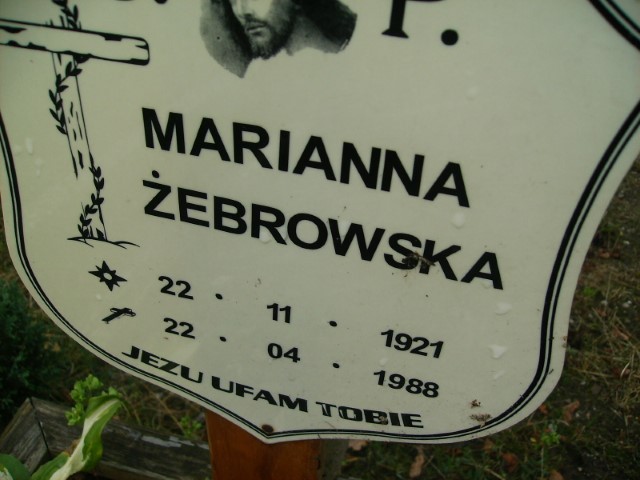 P.
MARIANNA
ŻEBROWSKA
22 . 11 . 1921
22 . 04 . 1988
JEZU UFAM TOBIE